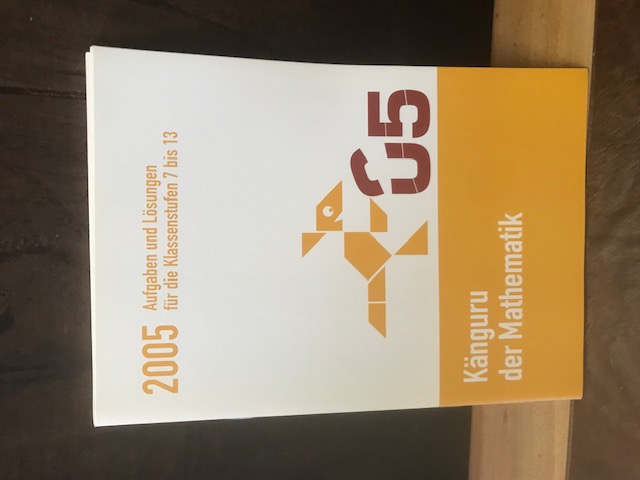 2005
Aufgaben und Lösungen
für die Klassenstufen 7 bis 13
05
Känguru
der Mathematik